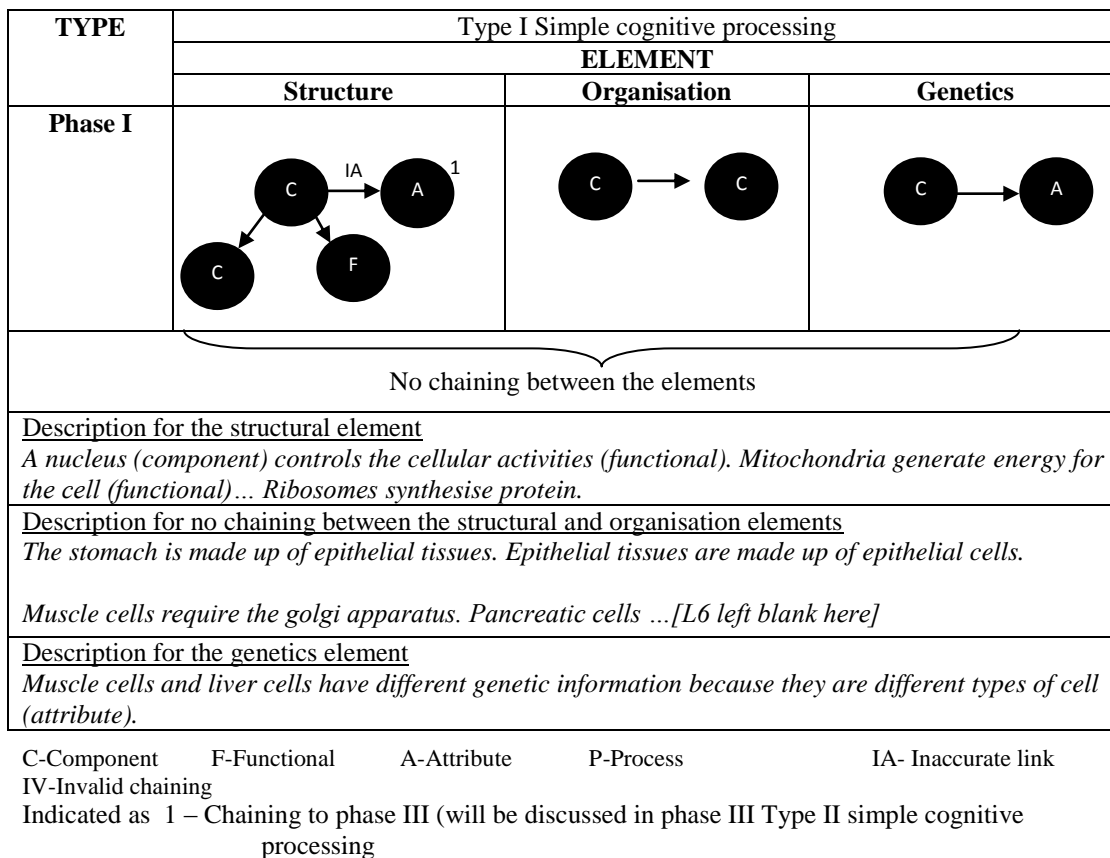 TYPE
Type I Simple cognitive processing
ELEMENT
Structure Organisation Genetics
Phase I
C IA A 1
C F
C C
C A
No chaining between the elements
Description for the structural element
A nucleus (component) controls the cellular activities (functional). Mitochondria generate energy for
the cell (functional)… Ribosomes synthesise protein.
Description for no chaining between the structural and organisation elements
The stomach is made up of epithelial tissues. Epithelial tissues are made up of epithelial cells.
Muscle cells require the golgi apparatus. Pancreatic cells …[L6 left blank here]
Description for the genetics element
Muscle cells and liver cells have different genetic information because they are different types of cell
(attribute).
C-Component F-Functional A-Attribute P-Process IA- Inaccurate link
IV-Invalid chaining
Indicated as 1 – Chaining to phase III (will be discussed in phase III Type II simple cognitive
processing